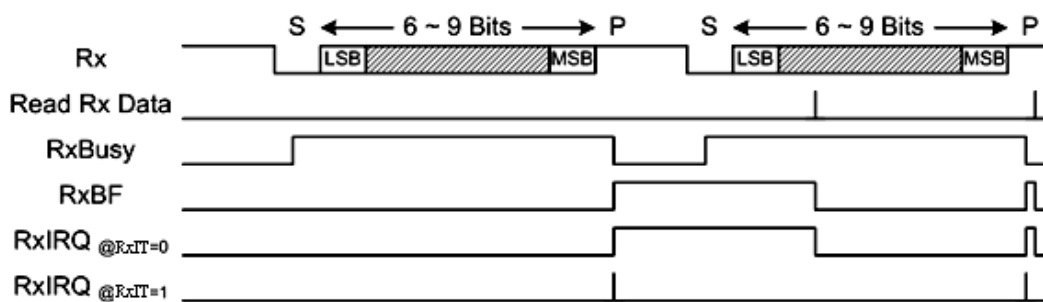 S 6 ~ 9 Bits P S 6 ~ 9 Bits P
Rx LSB MSB LSB MSB
Read Rx Data
RxBusy
RxBF
RxIRQ @RxIT=0
RxIRQ @RxIT=1